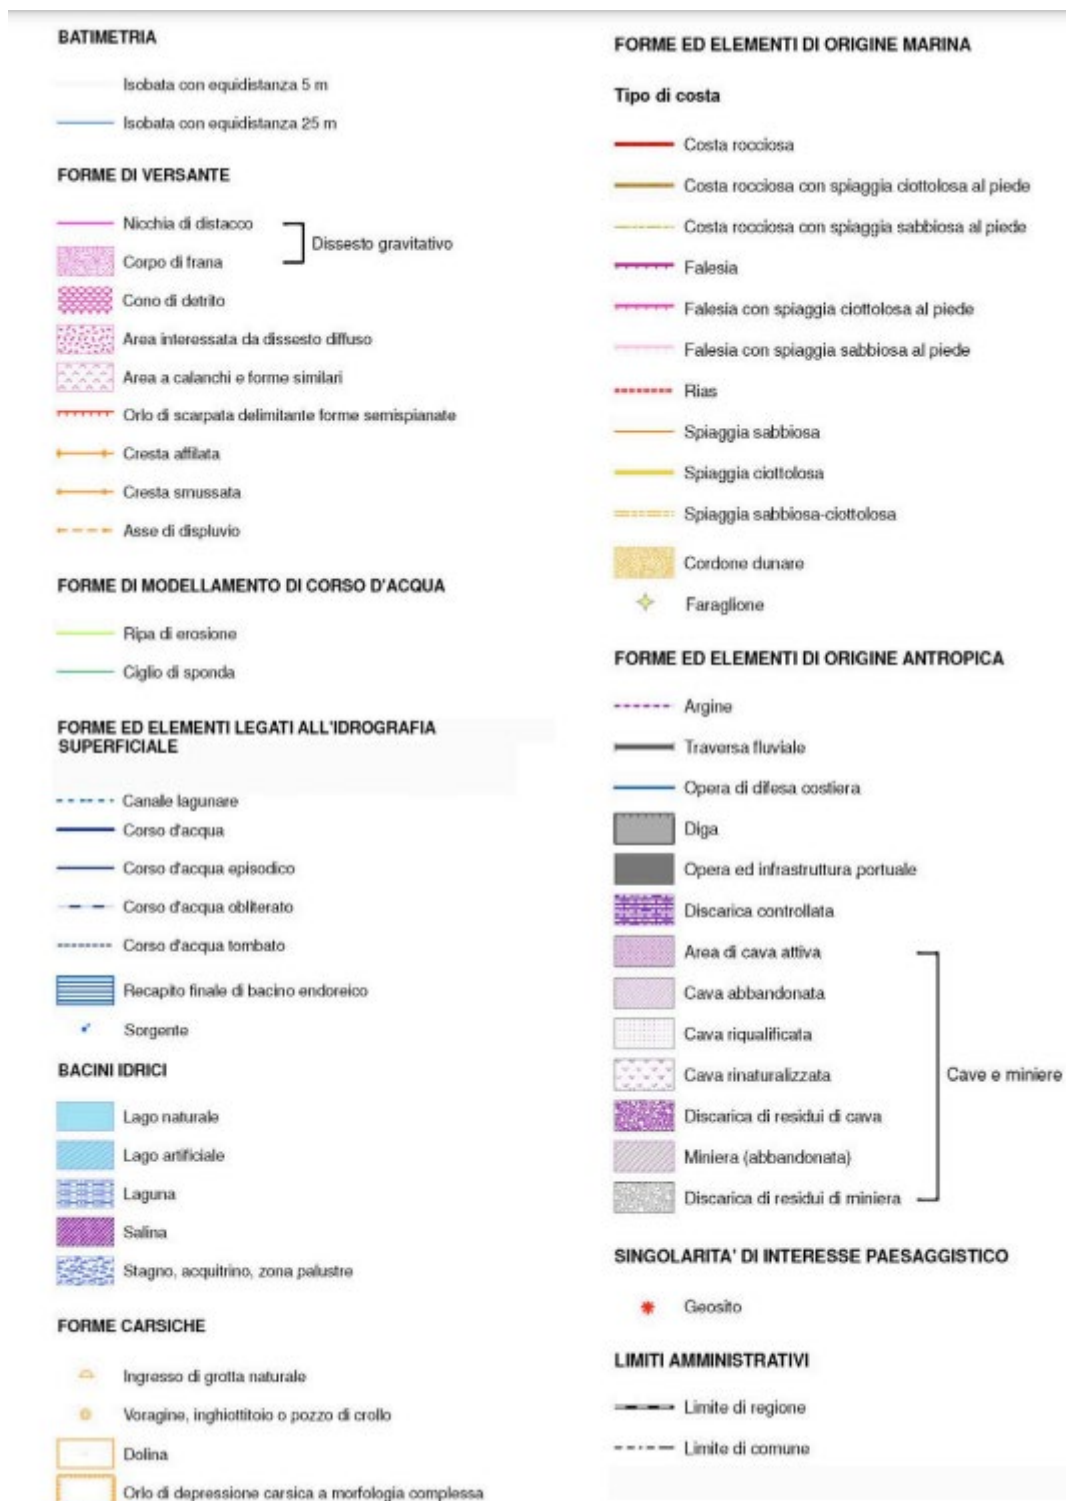 BATIMETRIA
Isobata con equidistanza 5 m
Isobata con equidistanza 25 m
FORME DI VERSANTE
Nicchia di distacco
Corpo di frana
Dissesto gravitativo
Cono di detrito
Area interessata da dissesto diffuso
Area a calanchi e forme similari
Orlo di scarpata delimitante forme semispianate
Cresta affilata
Cresta smussata
Asse di displuvio
FORME DI MODELLAMENTO DI CORSO D'ACQUA
Ripa di erosione
Ciglio di sponda
FORME ED ELEMENTI LEGATI ALL'IDROGRAFIA
SUPERFICIALE
Canale lagunare
Corso d'acqua
Corso d'acqua episodico
Corso d'acqua obliterato
Corso d'acqua tombato
Recapito finale di bacino endoreico
Sorgente
BACINI IDRICI
Lago naturale
Lago artificiale
Laguna
Salina
Stagno, acquitrino, zona palustre
FORME CARSICHE
Ingresso di grotta naturale
Voragine, inghiottitoio o pozzo di crollo
Dolina
Orlo di depressione carsica a morfologia complessa
FORME ED ELEMENTI DI ORIGINE MARINA
Tipo di costa
Costa rocciosa
Costa rocciosa con spiaggia ciottolosa al piede
Costa rocciosa con spiaggia sabbiosa al piede
Falesia
Falesia con spiaggia ciottolosa al piede
Falesia con spiaggia sabbiosa al piede
Rias
Spiaggia sabbiosa
Spiaggia ciottolosa
Spiaggia sabbiosa-ciottolosa
Cordone dunare
Faraglione
FORME ED ELEMENTI DI ORIGINE ANTROPICA
Argine
Traversa fluviale
Opera di difesa costiera
Diga
Opera ed infrastruttura portuale
Discarica controllata
Area di cava attiva
Cava abbandonata
Cava riqualificata
Cava rinaturalizzata
Discarica di residui di cava
Miniera (abbandonata)
Discarica di residui di miniera
Cave e miniere
SINGOLARITA' DI INTERESSE PAESAGGISTICO
Geosito
LIMITI AMMINISTRATIVI
Limite di regione
Limite di comune